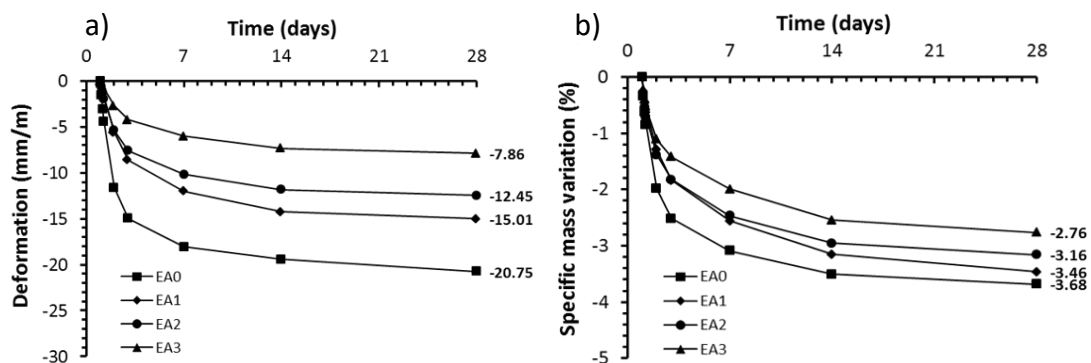 a)
Time (days)
0 7 14 21 28
Deformation (mm/m)
0
-5
-10
-15
-20
-25
-30
-7.86
-12.45
-15.01
-20.75
EA0
EA1
EA2
EA3
b)
Time (days)
0 7 14 21 28
Specific mass variation (%)
0
-1
-2
-3
-4
-5
-2.76
-3.16
-3.46
-3.68
EA0
EA1
EA2
EA3